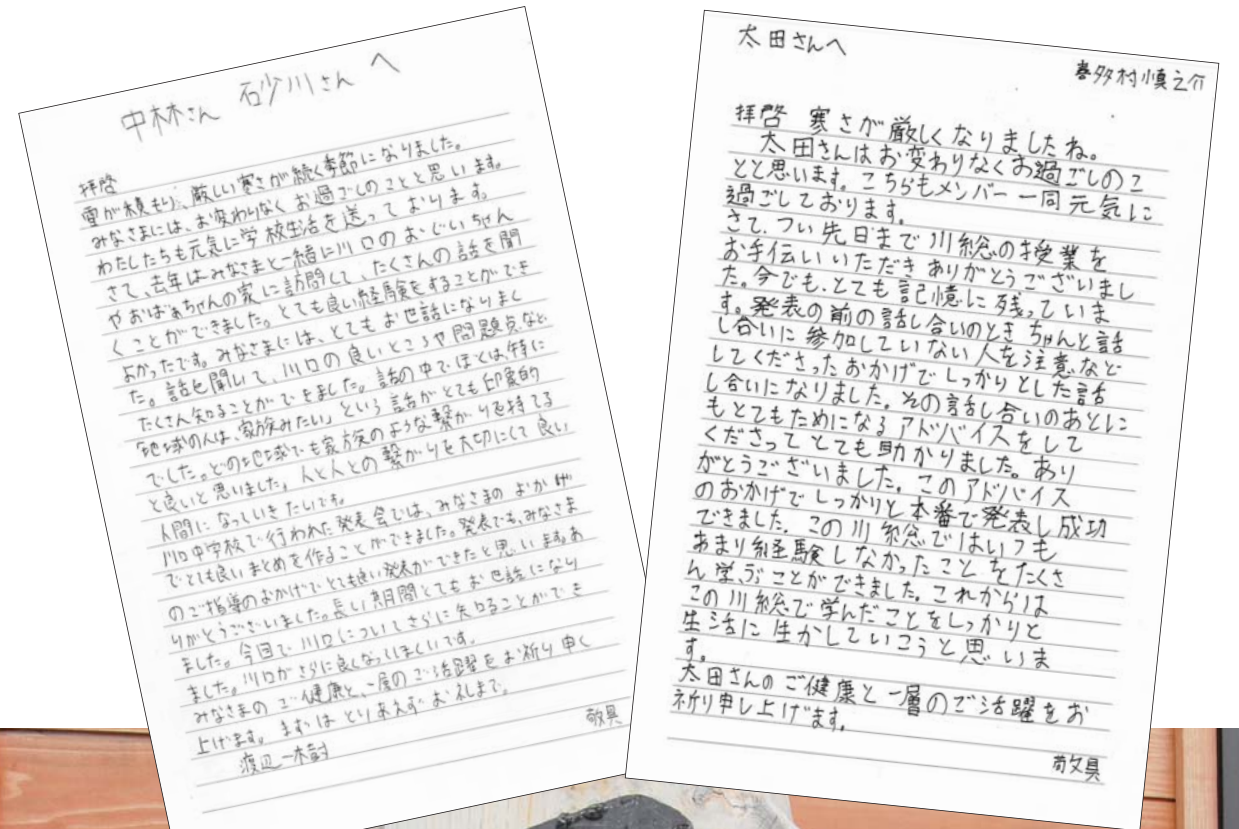 中林さん 石沙川さん へ
拝啓
雪が積もり、厳しい寒さが続く季節になりました。
みなさまには、お変わりなくお過ごしのことと思います。
わたしたちも元気に学校生活を送っております。
さて、去年はみなさまと一緒に川口のおじいちゃん
やおばぁちゃんの家に訪問して、たくさんの話を聞
くことができました。とても良い経験をすることができ
よかったです。みなさまには、とてもお世話になりまし
た。話を聞いて、川口の良いところや問題点など
たくさん知ることができました。話の中でぼくは、特に
「地域の人は、家族みたい」という話がとても印象的
でした。どの地域でも家族のような繋がりを持てる
と良いと思いました。人と人との繋がりを大切にして良い
人間になっていきたいです。
川口中学校で行われた発表会では、みなさまのおかげ
でとても良いまとめを作ることができました。発表でも、みなさま
のご指導のおかげでとても良い発表ができたと思います。あ
りがとうございました。長い期間とてもお世話になり
ました。今回で川口についてさらに知ることができ
ました。川口がさらに良くなってほしいです。
みなさまのご健康と、一層のご活躍をお祈り申し
上げます。まずはとりあえずお礼まで。
敬具
渡辺一樹
太田さんへ
喜多村慎之介
拝啓 寒さが厳しくなりましたね。
太田さんはお変わりなくお過ごしのこ
とと思います。こちらもメンバー一同元気に
過ごしております。
さて、つい先日まで川総の授業を
お手伝いいただきありがとうございまし
た。今でも、とても記憶に残っていま
す。発表の前の話し合いのときちゃんと話
し合いに参加していない人を注意など
してくださったおかげでしっかりとした話
し合いになりました。その話し合いのあとに
もとてもためになるアドバイスをして
くださってとても助かりました。あり
がとうございました。このアドバイス
のおかげでしっかりと本番で発表し成功
できました。この川総ではいつも
あまり経験しなかったことをたくさ
ん学ぶことができました。これからは
この川総で学んだことをしっかりと
生活に生かしていこうと思いま
す。
太田さんのご健康と一層のご活躍をお
祈り申し上げます。
敬具